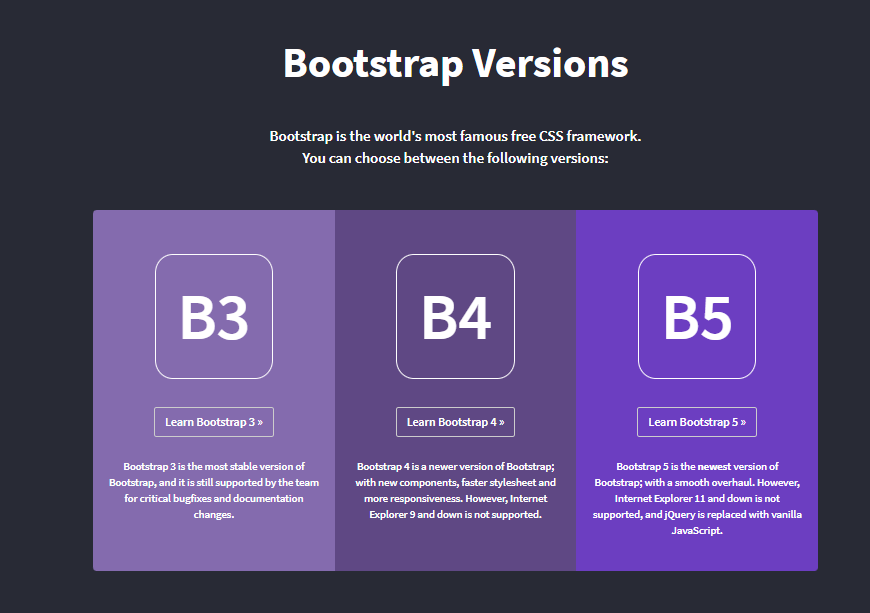 Bootstrap Versions
Bootstrap is the world's most famous free CSS framework.
You can choose between the following versions:
B3
Learn Bootstrap 3 »
Bootstrap 3 is the most stable version of
Bootstrap, and it is still supported by the team
for critical bugfixes and documentation
changes.
B4
Learn Bootstrap 4 »
Bootstrap 4 is a newer version of Bootstrap;
with new components, faster stylesheet and
more responsiveness. However, Internet
Explorer 9 and down is not supported.
B5
Learn Bootstrap 5 »
Bootstrap 5 is the newest version of
Bootstrap; with a smooth overhaul. However,
Internet Explorer 11 and down is not
supported, and jQuery is replaced with vanilla
JavaScript.